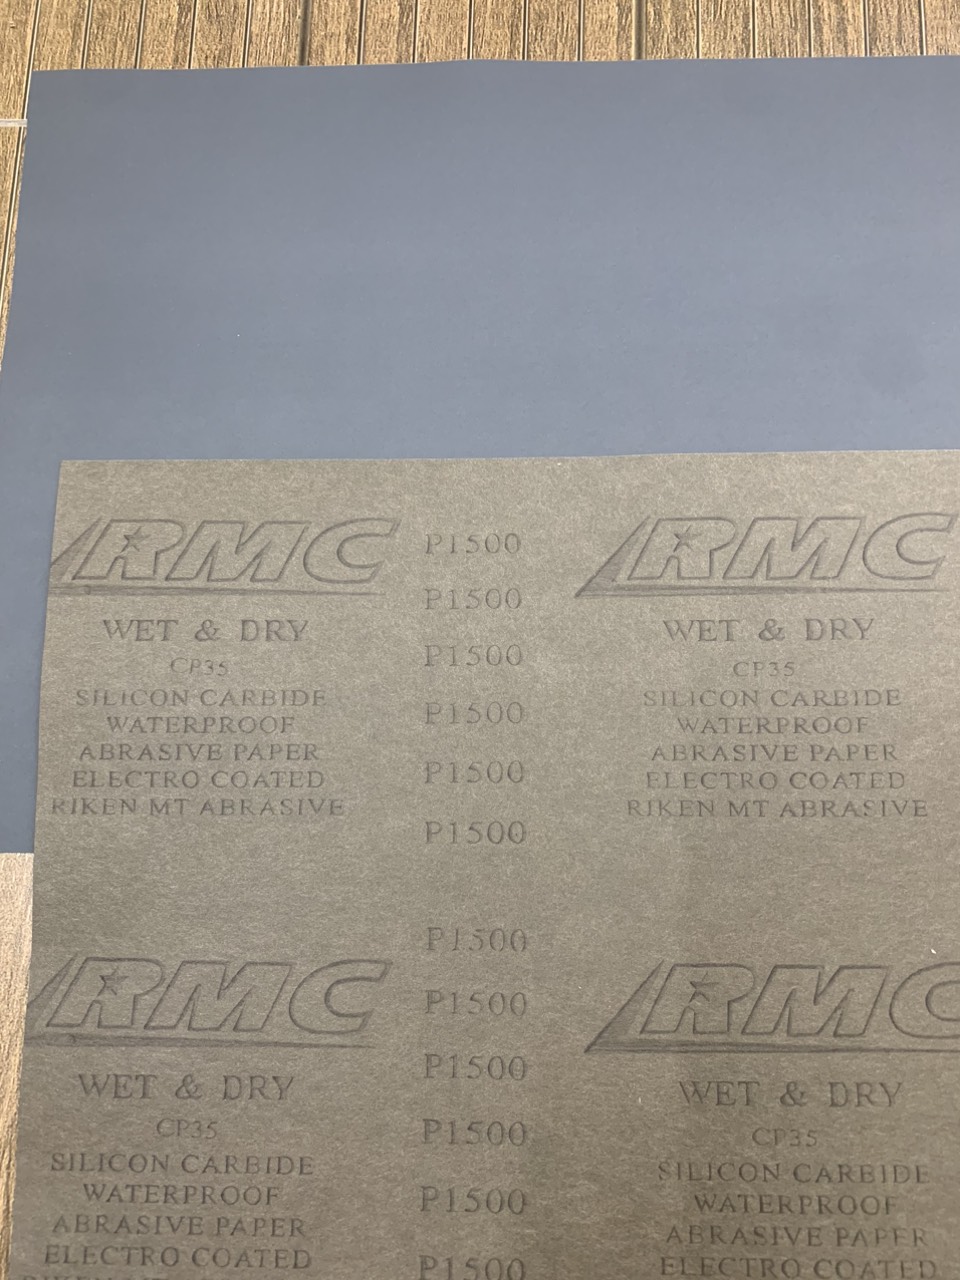 RMC
WET & DRY
CP35
SILICON CARBIDE
WATERPROOF
ABRASIVE PAPER
ELECTRO COATED
RIKEN MT ABRASIVE
P1500
P1500
P1500
P1500
P1500
P1500
RMC
WET & DRY
CP35
SILICON CARBIDE
WATERPROOF
ABRASIVE PAPER
ELECTRO COATED
RIKEN MT ABRASIVE
RMC
WET & DRY
CP35
SILICON CARBIDE
WATERPROOF
ABRASIVE PAPER
ELECTRO COATED
P1500
P1500
P1500
P1500
P1500
P1500
RMC
WET & DRY
CP35
SILICON CARBIDE
WATERPROOF
ABRASIVE PAPER
ELECTRO COATED